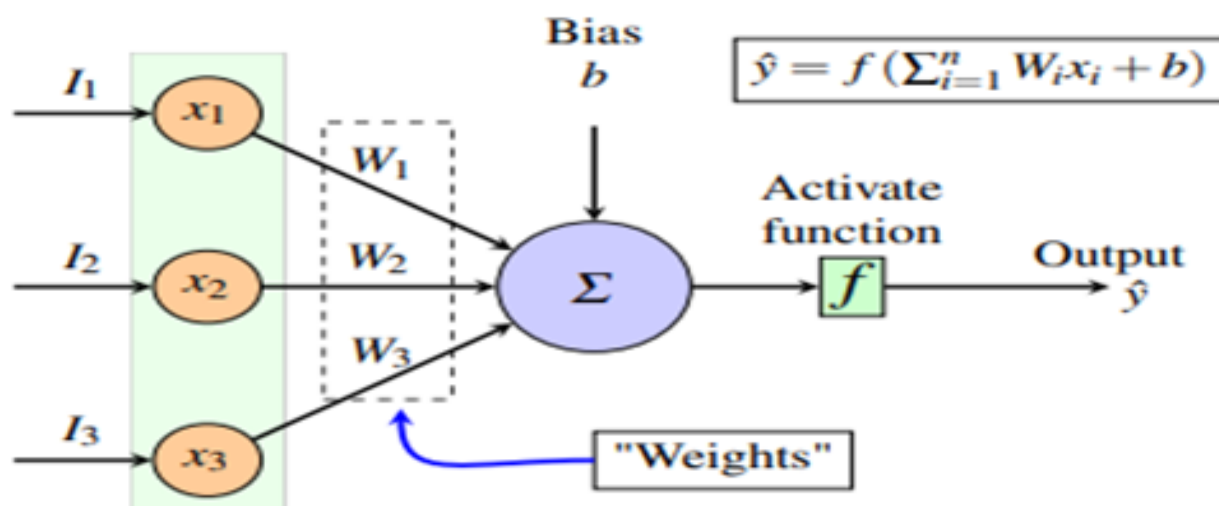 Bias
b
ŷ = f (∑ⁿᵢ₌₁ Wᵢxᵢ + b)
I₁
x₁
W₁
Activate
function
I₂
x₂
W₂
Σ
f
Output
ŷ
W₃
I₃
x₃
"Weights"